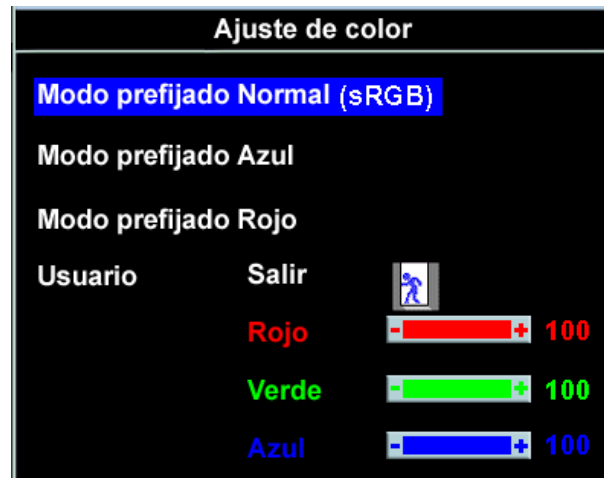 Ajuste de color
Modo prefijado Normal (sRGB)
Modo prefijado Azul
Modo prefijado Rojo
Usuario Salir
Rojo - + 100
Verde - + 100
Azul - + 100